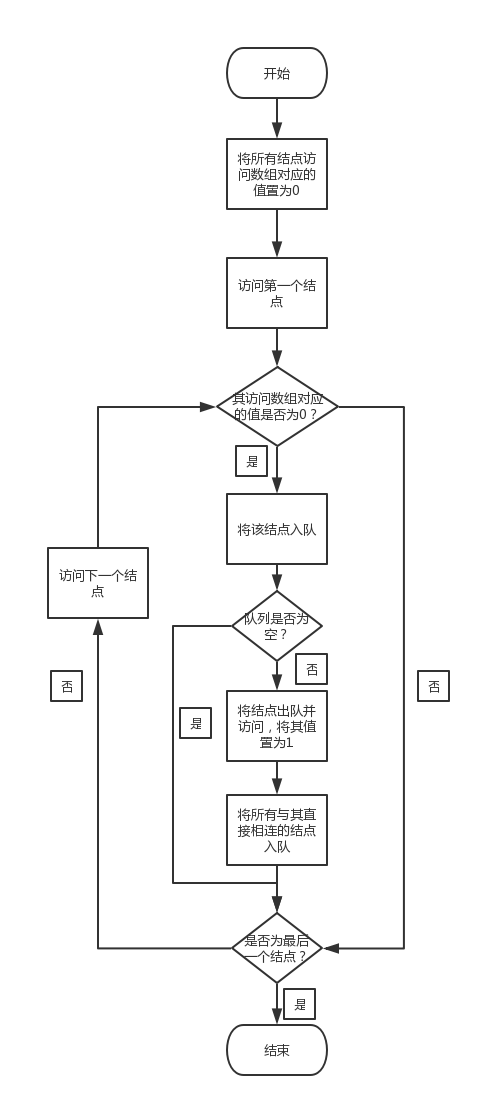 开始
将所有结点访
问数组对应的
值置为0
访问第一个结
点
其访问数组对应
的值是否为0？
是
将该结点入队
访问下一个结
点
队列是否为
空？
否
否
否
将结点出队并
访问，将其值
置为1
是
将所有与其直
接相连的结点
入队
是否为最后
一个结点？
是
结束